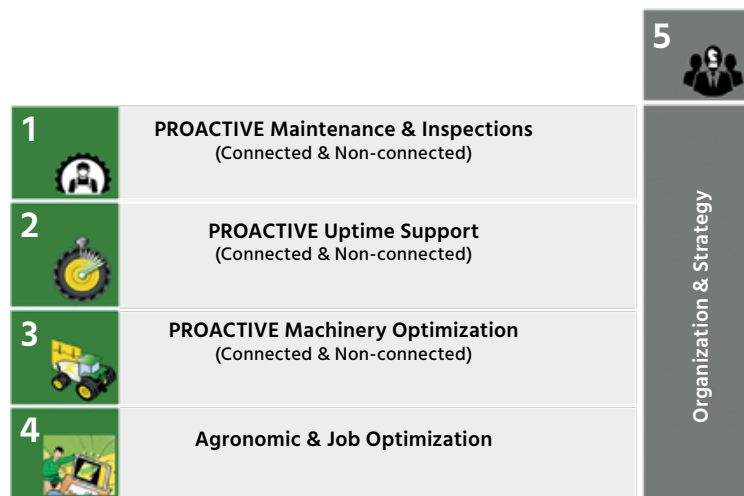 5
1
PROACTIVE Maintenance & Inspections
(Connected & Non-connected)
2
PROACTIVE Uptime Support
(Connected & Non-connected)
3
PROACTIVE Machinery Optimization
(Connected & Non-connected)
4
Agronomic & Job Optimization
Organization & Strategy